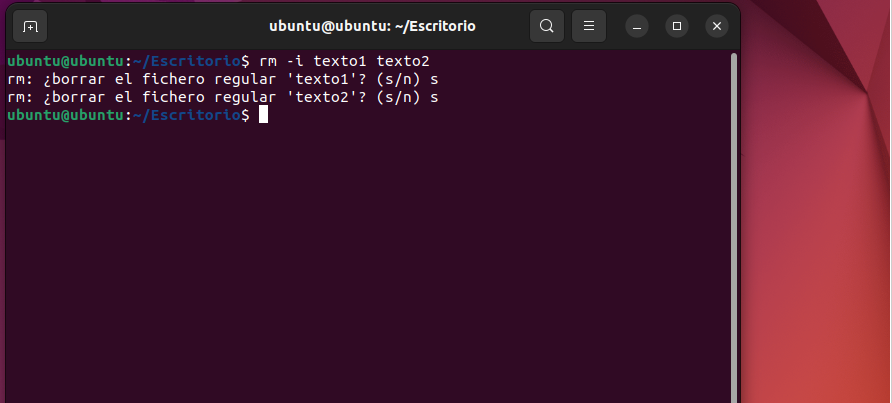 ubuntu@ubuntu: ~/Escritorio
ubuntu@ubuntu:~/Escritorio$ rm -i texto1 texto2
rm: ¿borrar el fichero regular 'texto1'? (s/n) s
rm: ¿borrar el fichero regular 'texto2'? (s/n) s
ubuntu@ubuntu:~/Escritorio$